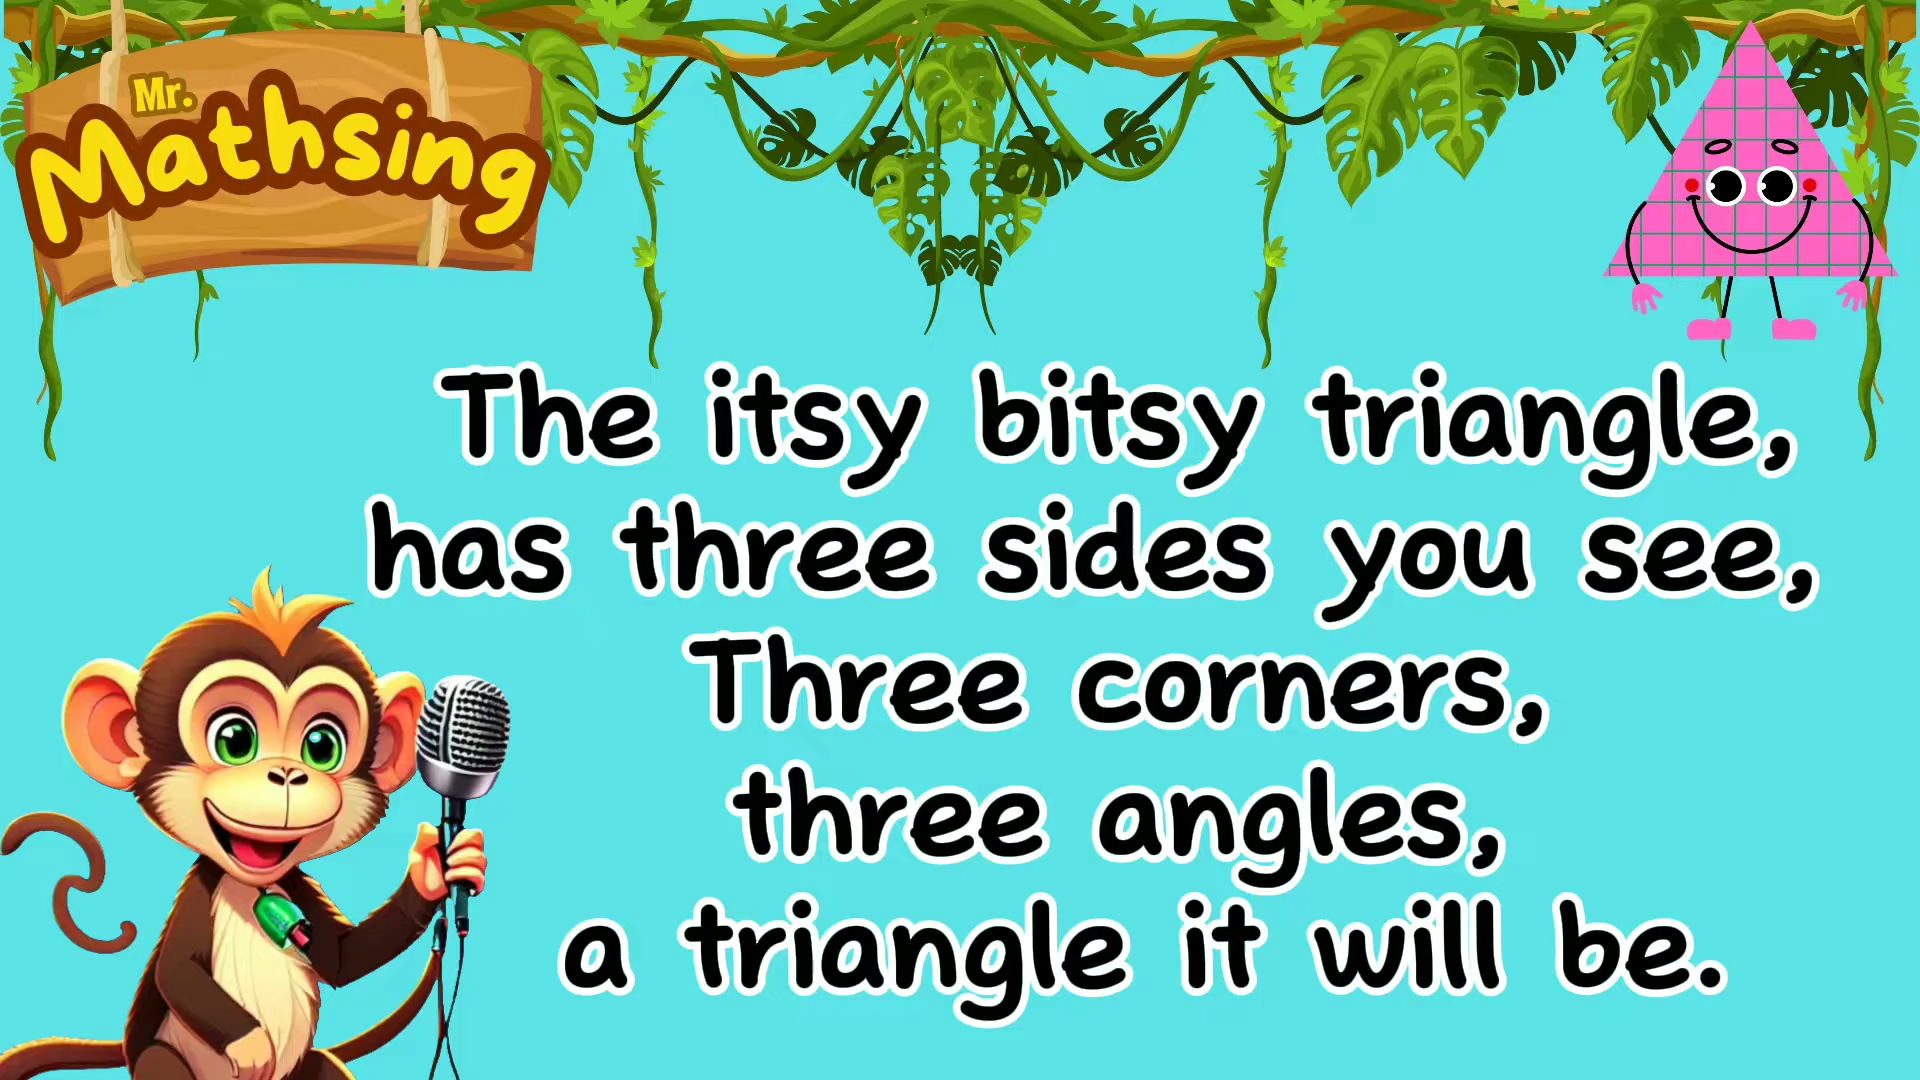 Mr.
Mathsing
The itsy bitsy triangle,
has three sides you see,
Three corners,
three angles,
a triangle it will be.